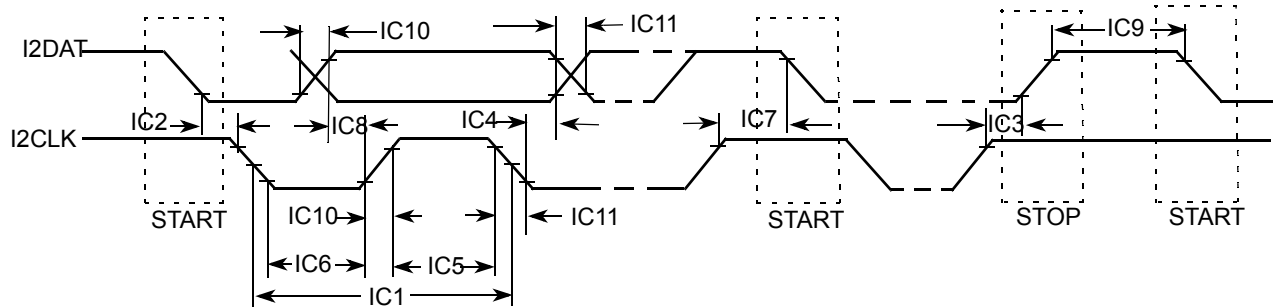 IC10
IC11
IC9
I2DAT
IC2
IC8
IC4
IC7
IC3
I2CLK
START
IC10
IC11
START
STOP
START
IC6
IC5
IC1